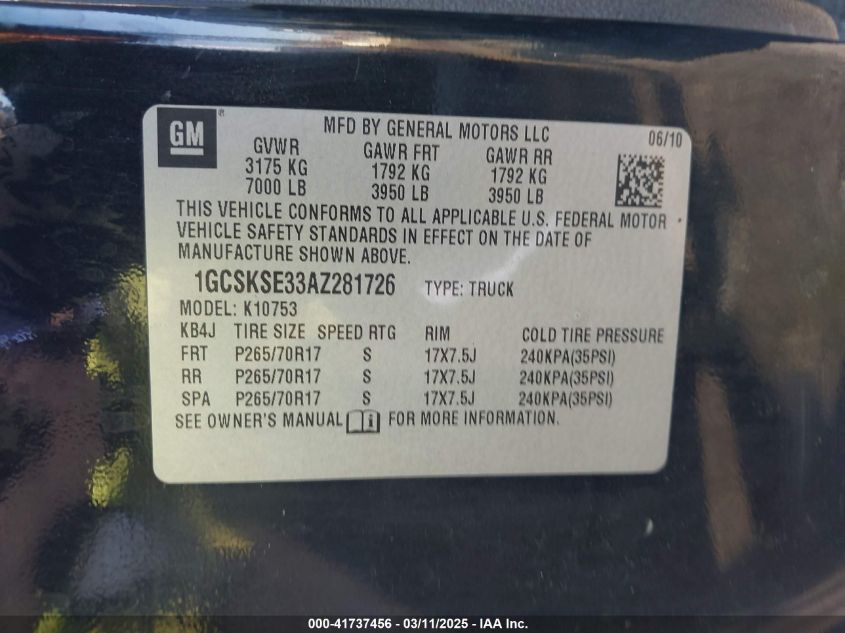 GM ®
MFD BY GENERAL MOTORS LLC
06/10
GVWR GAWR FRT GAWR RR
3175 KG 1792 KG 1792 KG
7000 LB 3950 LB 3950 LB
THIS VEHICLE CONFORMS TO ALL APPLICABLE U.S. FEDERAL MOTOR
VEHICLE SAFETY STANDARDS IN EFFECT ON THE DATE OF
MANUFACTURE SHOWN ABOVE.
1GCSKSE33AZ281726 TYPE: TRUCK
MODEL: K10753
KB4J TIRE SIZE SPEED RTG RIM COLD TIRE PRESSURE
FRT P265/70R17 S 17X7.5J 240KPA(35PSI)
RR P265/70R17 S 17X7.5J 240KPA(35PSI)
SPA P265/70R17 S 17X7.5J 240KPA(35PSI)
SEE OWNER'S MANUAL i FOR MORE INFORMATION.
000-41737456 - 03/11/2025 - IAA Inc.